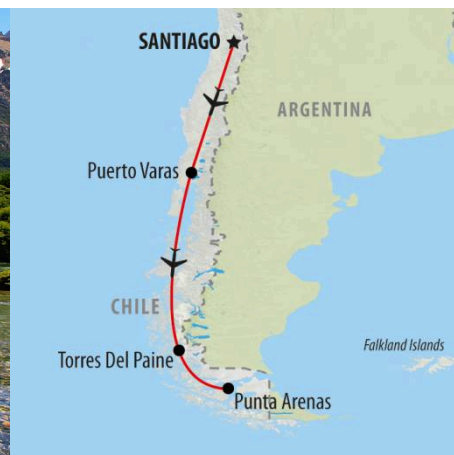 SANTIAGO
ARGENTINA
Puerto Varas
CHILE
Falkland Islands
Torres Del Paine
Punta Arenas